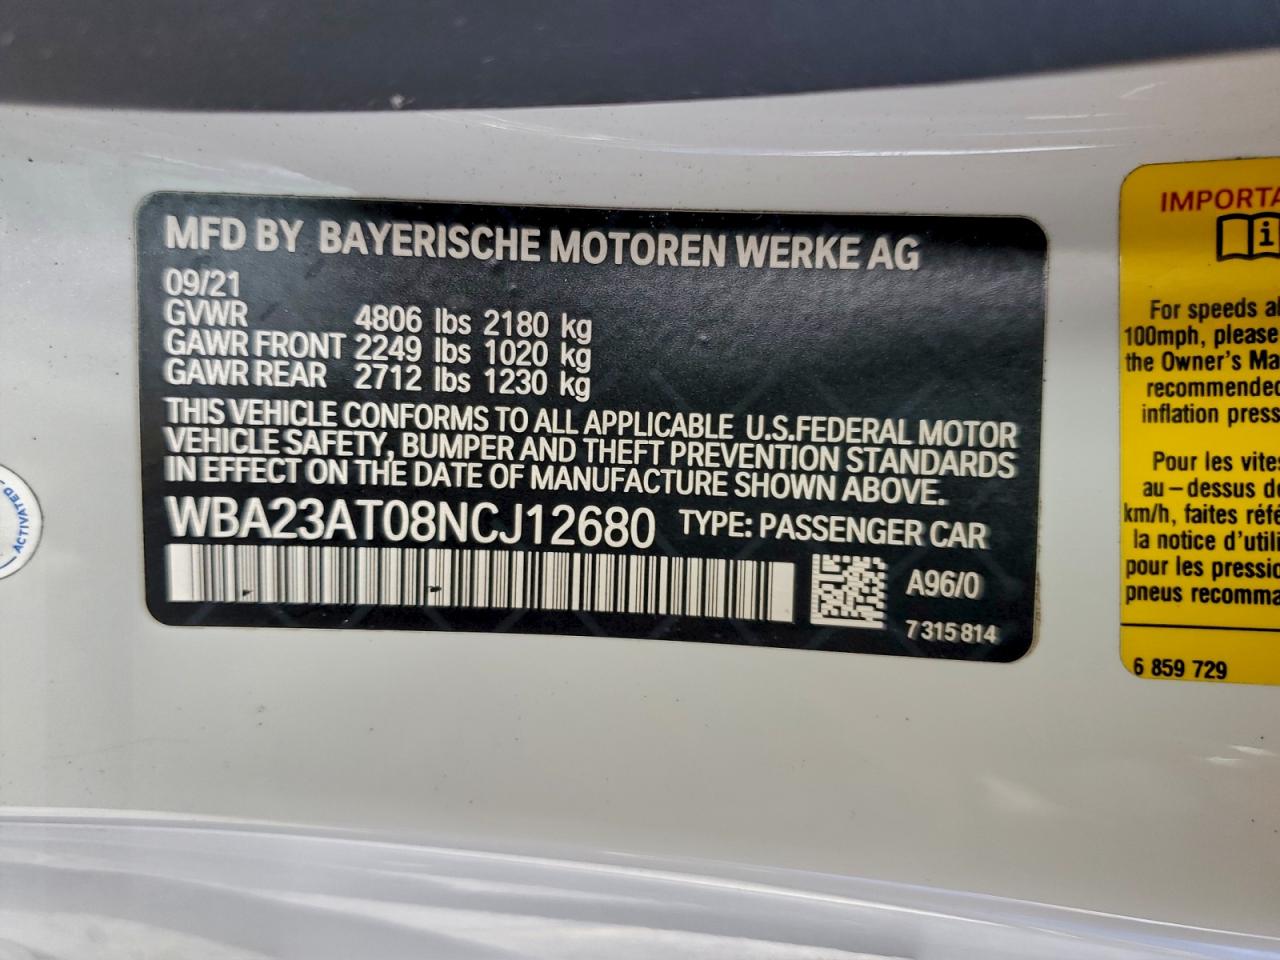 MFD BY BAYERISCHE MOTOREN WERKE AG
09/21
GVWR 4806 lbs 2180 kg
GAWR FRONT 2249 lbs 1020 kg
GAWR REAR 2712 lbs 1230 kg
THIS VEHICLE CONFORMS TO ALL APPLICABLE U.S.FEDERAL MOTOR
VEHICLE SAFETY, BUMPER AND THEFT PREVENTION STANDARDS
IN EFFECT ON THE DATE OF MANUFACTURE SHOWN ABOVE.
WBA23AT08NCJ12680 TYPE: PASSENGER CAR
A96/0
7 315 814
IMPORTA
i
For speeds a
100mph, please
the Owner's Ma
recommended
inflation press
Pour les vites
au-dessus de
km/h, faites réfé
la notice d'utili
pour les pressio
pneus recomma
6 859 729
ACTIVATED